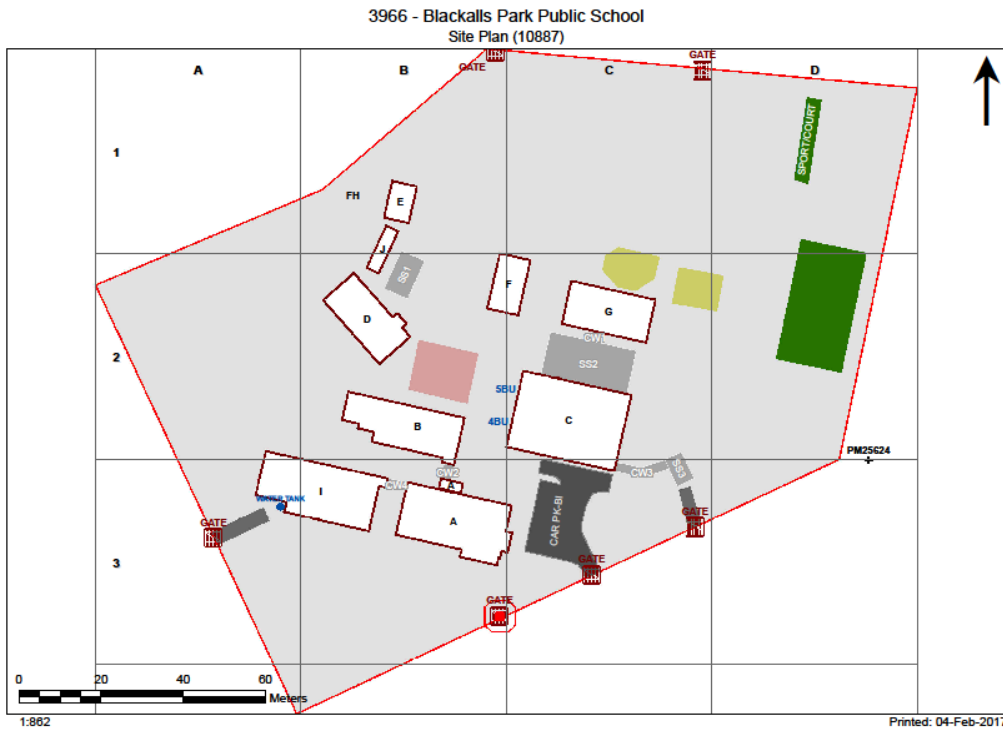 3966 - Blackalls Park Public School
Site Plan (10887)
GATE
GATE
A
B
C
D
SPORT/COURT
1
FH
E
J
SS1
F
G
D
CWL
2
SS2
5BU
4BU
C
B
PM25624
CW2
CW3
SS3
CW4
A
I
WATER TANK
A
CAR PK-BI
GATE
GATE
3
GATE
GATE
0 20 40 60
Meters
1:862
Printed: 04-Feb-2017